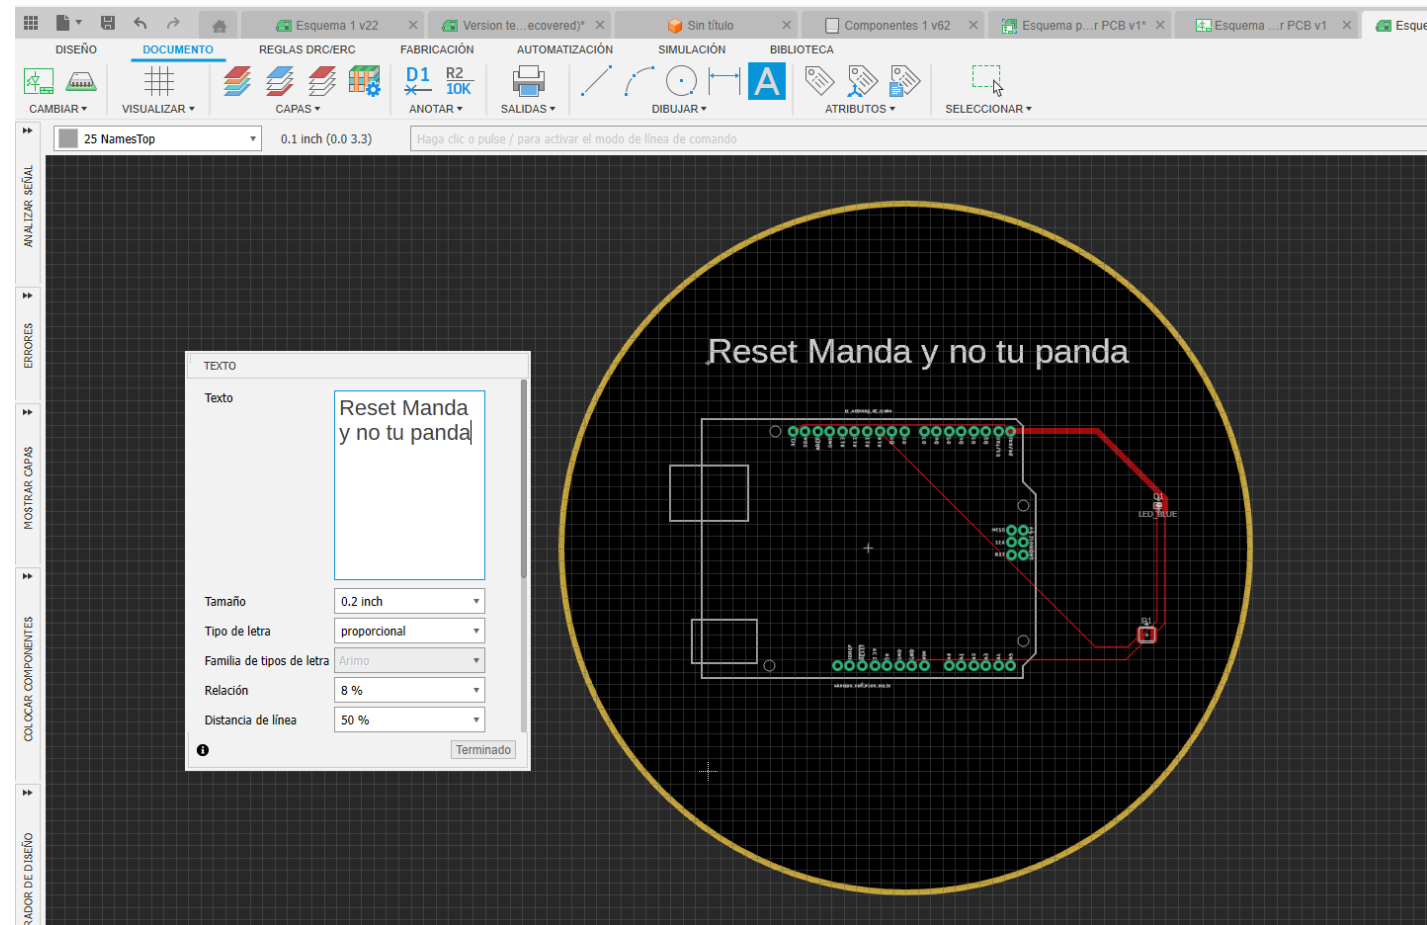 Esquema 1 v22
Version te...ecovered)*
Sin título
Componentes 1 v62
Esquema p...r PCB v1*
Esquema ...r PCB v1
Esque
DISEÑO
DOCUMENTO
REGLAS DRC/ERC
FABRICACIÓN
AUTOMATIZACIÓN
SIMULACIÓN
BIBLIOTECA
D1
R2
10K
A
CAMBIAR
VISUALIZAR
CAPAS
ANOTAR
SALIDAS
DIBUJAR
ATRIBUTOS
SELECCIONAR
25 NamesTop
0.1 inch (0.0 3.3)
Haga clic o pulse / para activar el modo de línea de comando
ANALIZAR SEÑAL
ERRORES
MOSTRAR CAPAS
COLOCAR COMPONENTES
RADOR DE DISEÑO
TEXTO
Texto
Reset Manda
y no tu panda
Tamaño
0.2 inch
Tipo de letra
proporcional
Familia de tipos de letra
Arimo
Relación
8 %
Distancia de línea
50 %
Terminado
Reset Manda y no tu panda
D1
LED_BLUE